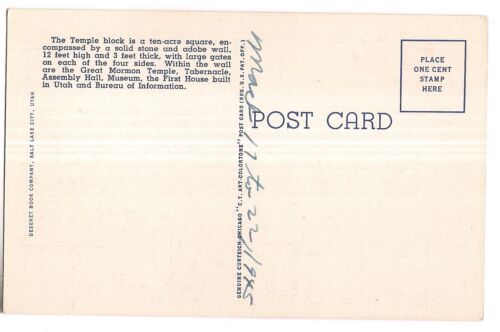 The Temple block is a ten-acre square, en-
compassed by a solid stone and adobe wall,
12 feet high and 3 feet thick, with large gates
on each of the four sides. Within the wall
are the Great Mormon Temple, Tabernacle,
Assembly Hall, Museum, the First House built
in Utah and Bureau of Information.
DESERET BOOK COMPANY, SALT LAKE CITY, UTAH
GENUINE CURTEICH-CHICAGO "C.T. ART-COLORTONE" POST CARD (REG. U.S. PAT. OFF.)
17 to 22/1945
POST CARD
PLACE
ONE CENT
STAMP
HERE